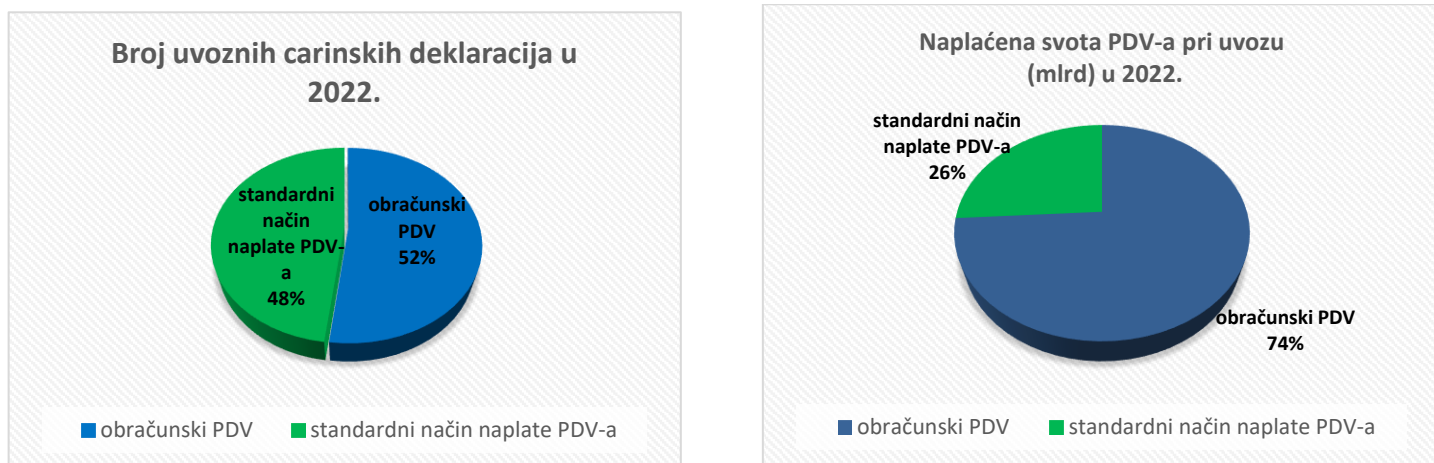 Broj uvoznih carinskih deklaracija u
2022.
standardni
način
naplate PDV-
a
48%
obračunski
PDV
52%
obračunski PDV
standardni način naplate PDV-a
Naplaćena svota PDV-a pri uvozu
(mlrd) u 2022.
standardni način
naplate PDV-a
26%
obračunski PDV
74%
obračunski PDV
standardni način naplate PDV-a